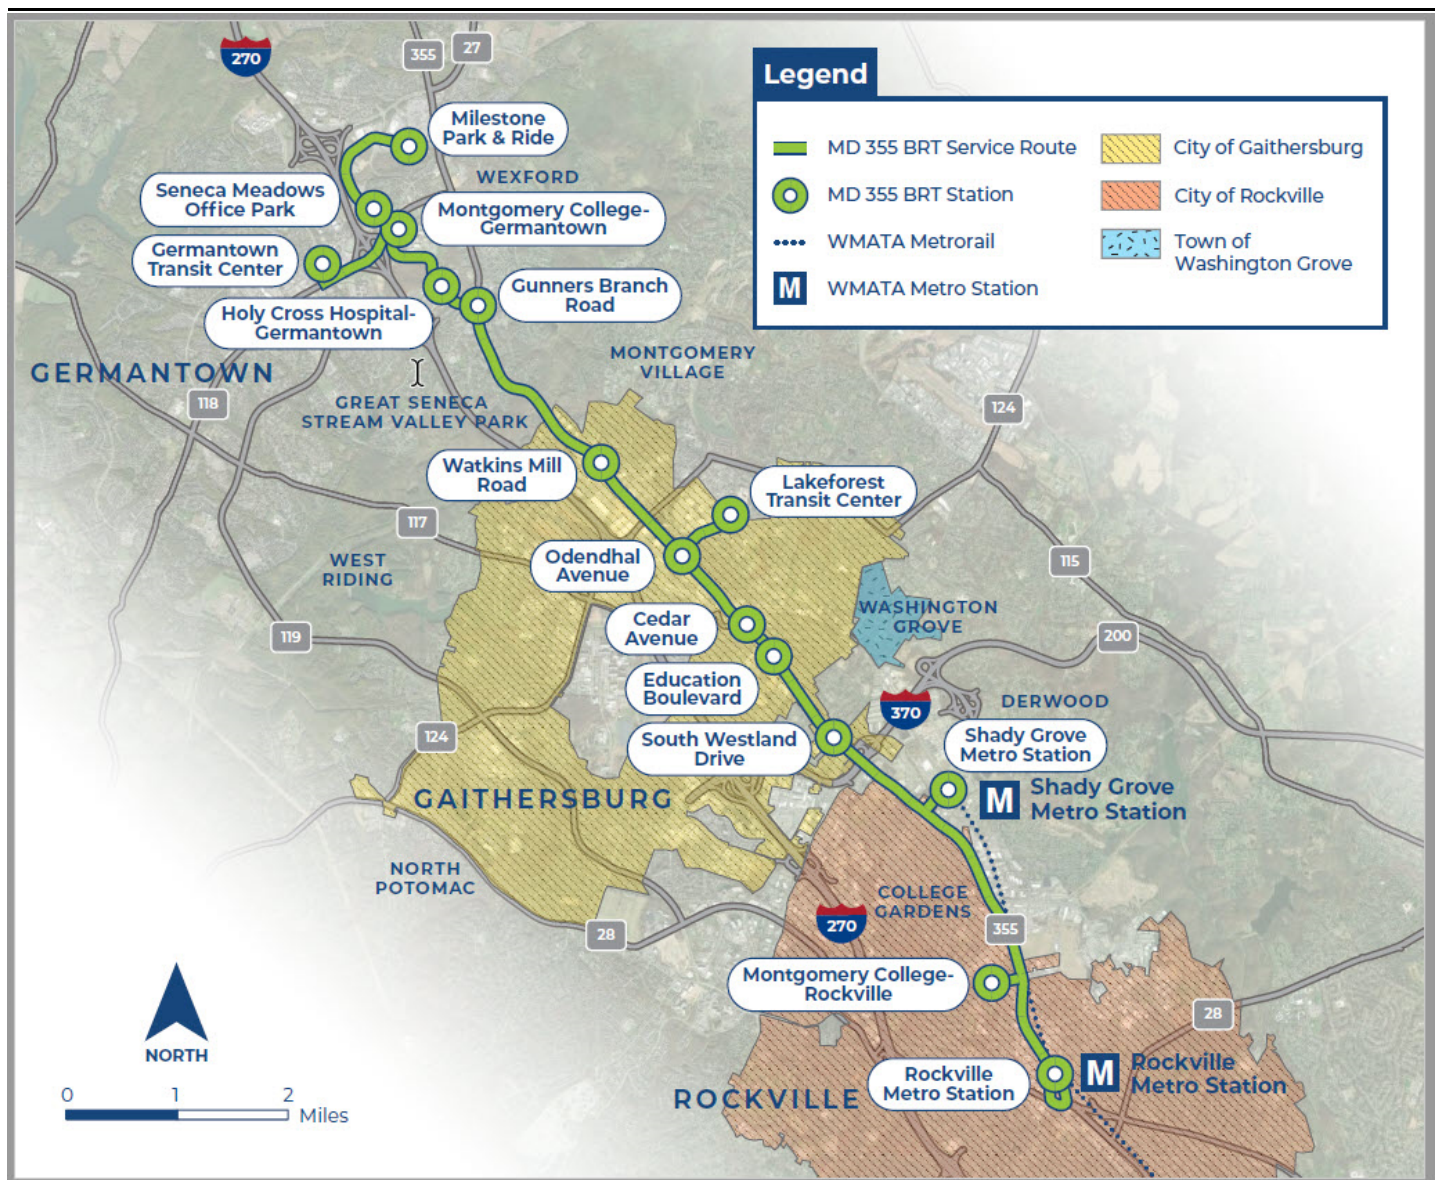 270
355
27
Legend
MD 355 BRT Service Route
MD 355 BRT Station
WMATA Metrorail
M
WMATA Metro Station
City of Gaithersburg
City of Rockville
Town of
Washington Grove
Milestone
Park & Ride
WEXFORD
Seneca Meadows
Office Park
Montgomery College-
Germantown
Germantown
Transit Center
Gunners Branch
Road
Holy Cross Hospital-
Germantown
MONTGOMERY
VILLAGE
GERMANTOWN
118
GREAT SENECA
STREAM VALLEY PARK
124
Watkins Mill
Road
Lakeforest
Transit Center
117
Odendhal
Avenue
WEST
RIDING
115
WASHINGTON
GROVE
Cedar
Avenue
119
200
Education
Boulevard
370
DERWOOD
124
South Westland
Drive
Shady Grove
Metro Station
M
Shady Grove
Metro Station
GAITHERSBURG
NORTH
POTOMAC
COLLEGE
GARDENS
270
355
28
Montgomery College-
Rockville
28
NORTH
Rockville
Metro Station
M
Rockville
Metro Station
ROCKVILLE
0 1 2
Miles